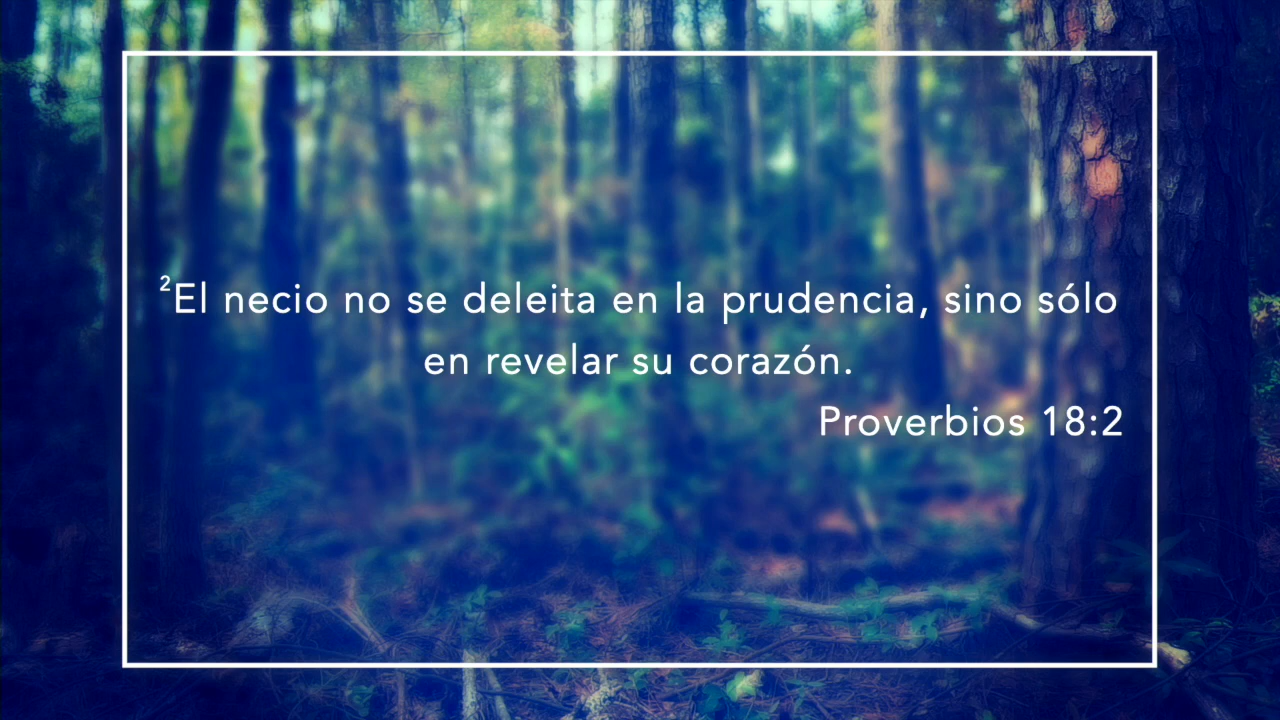 ²El necio no se deleita en la prudencia, sino sólo
en revelar su corazón.
Proverbios 18:2